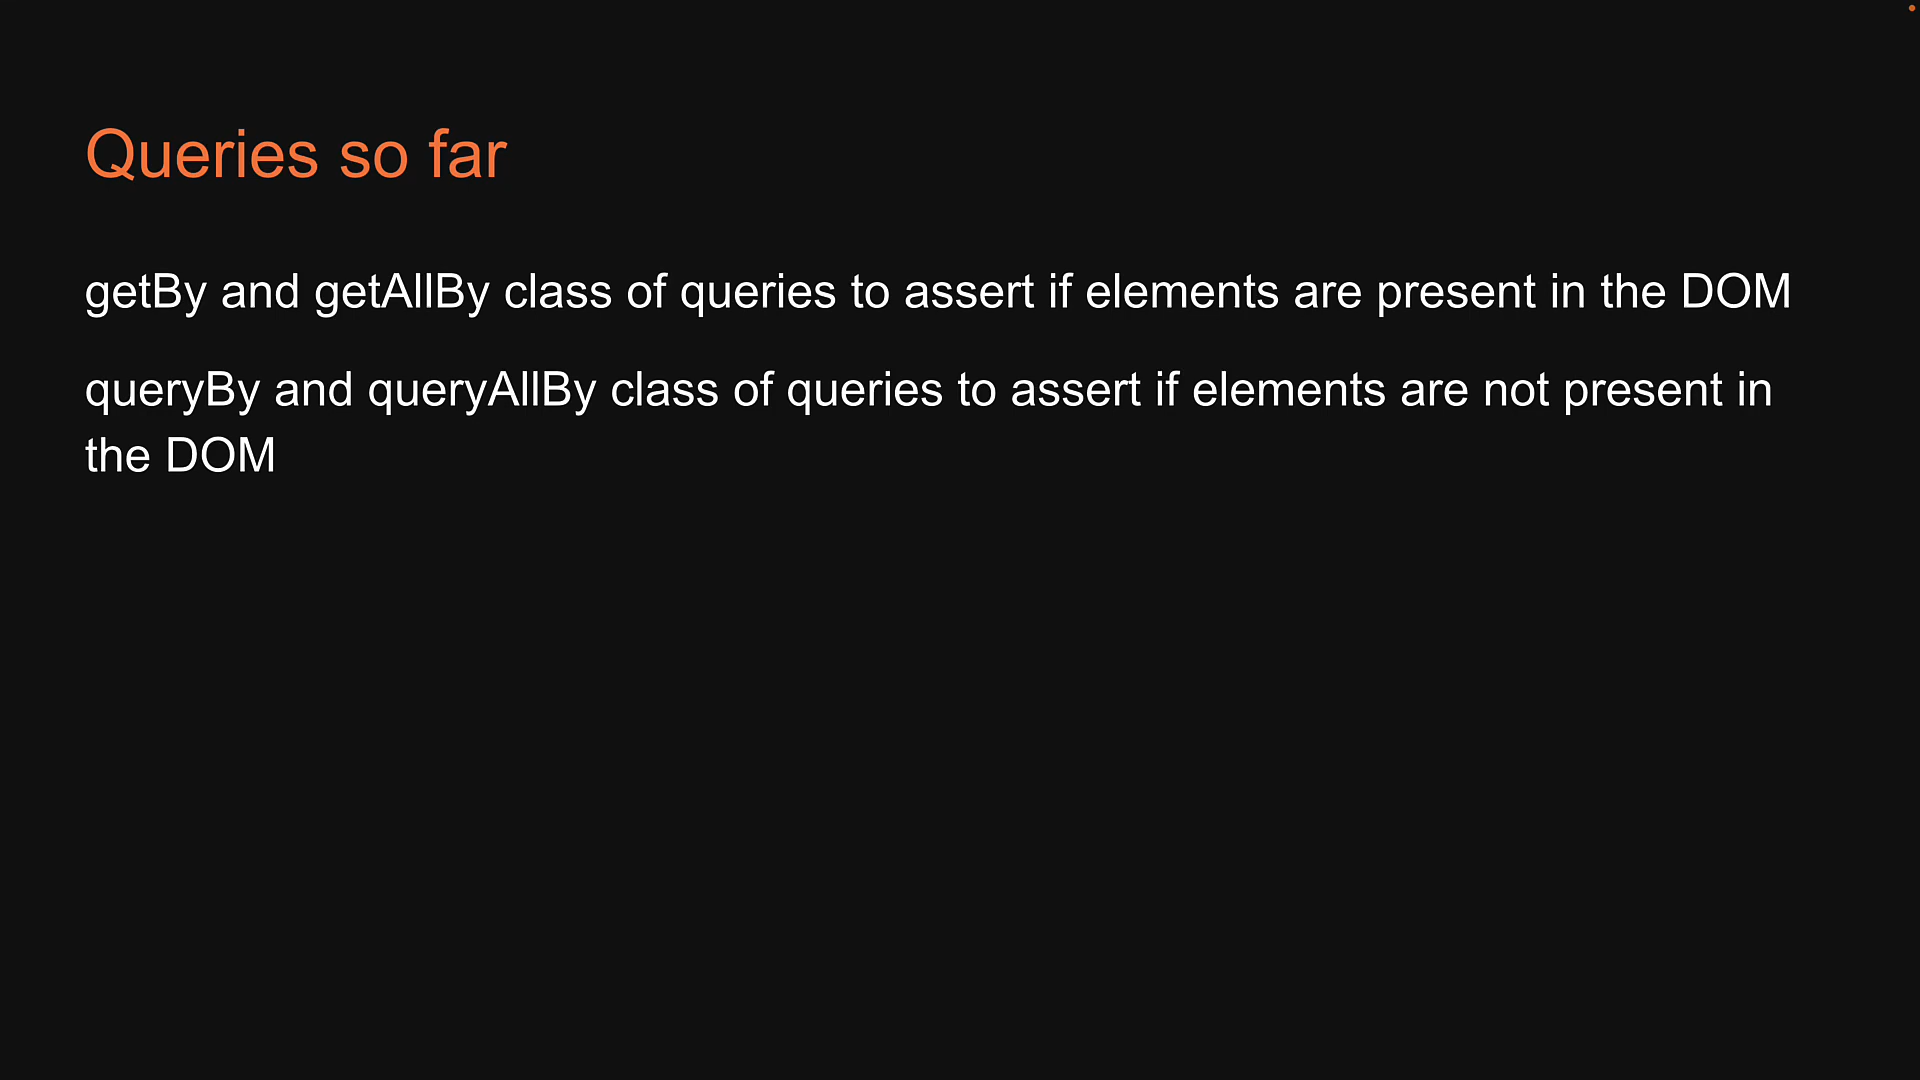 Queries so far
getBy and getAllBy class of queries to assert if elements are present in the DOM
queryBy and queryAllBy class of queries to assert if elements are not present in
the DOM